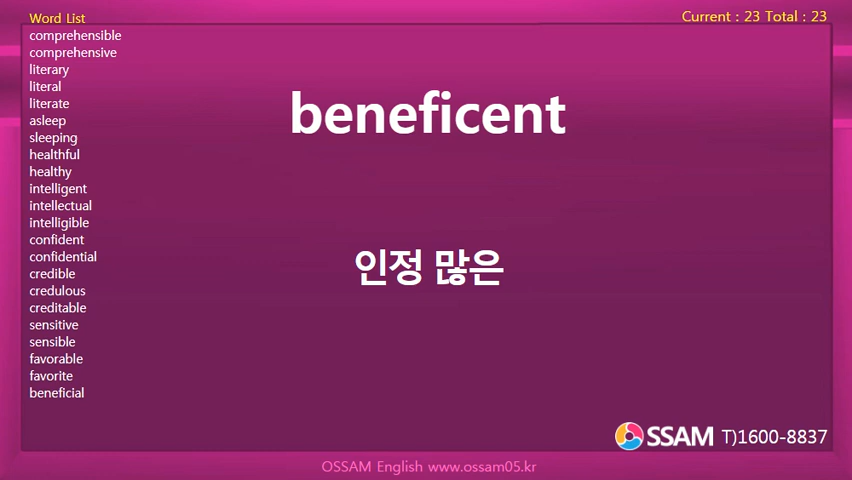 Word List
Current : 23 Total : 23
comprehensible
comprehensive
literary
literal
literate
asleep
sleeping
healthful
healthy
intelligent
intellectual
intelligible
confident
confidential
credible
credulous
creditable
sensitive
sensible
favorable
favorite
beneficial
beneficent
인정 많은
SSAM T)1600-8837
OSSAM English www.ossam05.kr